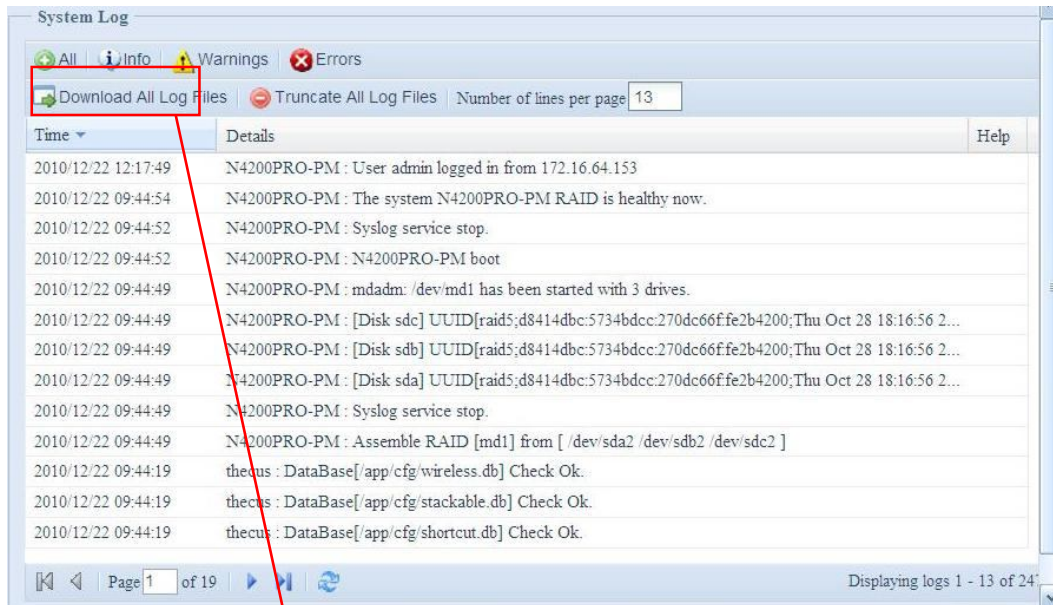 System Log
All Info Warnings Errors
Download All Log Files Truncate All Log Files Number of lines per page 13
Time Details Help
2010/12/22 12:17:49 N4200PRO-PM : User admin logged in from 172.16.64.153
2010/12/22 09:44:54 N4200PRO-PM : The system N4200PRO-PM RAID is healthy now.
2010/12/22 09:44:52 N4200PRO-PM : Syslog service stop.
2010/12/22 09:44:52 N4200PRO-PM : N4200PRO-PM boot
2010/12/22 09:44:49 N4200PRO-PM : mdadm: /dev/md1 has been started with 3 drives.
2010/12/22 09:44:49 N4200PRO-PM : [Disk sdc] UUID[raid5;d8414dbc:5734bdcc:270dc66f:fe2b4200;Thu Oct 28 18:16:56 2...
2010/12/22 09:44:49 N4200PRO-PM : [Disk sdb] UUID[raid5;d8414dbc:5734bdcc:270dc66f:fe2b4200;Thu Oct 28 18:16:56 2...
2010/12/22 09:44:49 N4200PRO-PM : [Disk sda] UUID[raid5;d8414dbc:5734bdcc:270dc66f:fe2b4200;Thu Oct 28 18:16:56 2...
2010/12/22 09:44:49 N4200PRO-PM : Syslog service stop.
2010/12/22 09:44:49 N4200PRO-PM : Assemble RAID [md1] from [ /dev/sda2 /dev/sdb2 /dev/sdc2 ]
2010/12/22 09:44:19 thecus : DataBase[/app/cfg/wireless.db] Check Ok.
2010/12/22 09:44:19 thecus : DataBase[/app/cfg/stackable.db] Check Ok.
2010/12/22 09:44:19 thecus : DataBase[/app/cfg/shortcut.db] Check Ok.
Page 1 of 19 Displaying logs 1 - 13 of